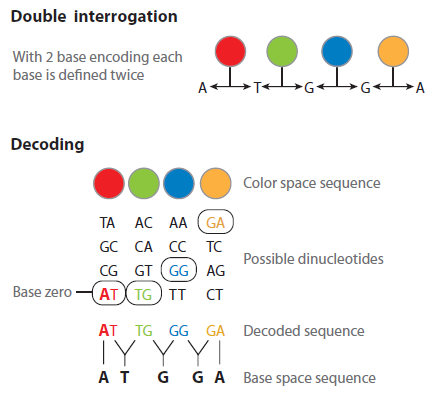 Double interrogation
With 2 base encoding each
base is defined twice
A T G G A
Decoding
Color space sequence
TA AC AA GA
GC CA CC TC
Possible dinucleotides
CG GT GG AG
Base zero AT TG TT CT
AT TG GG GA Decoded sequence
A T G G A Base space sequence